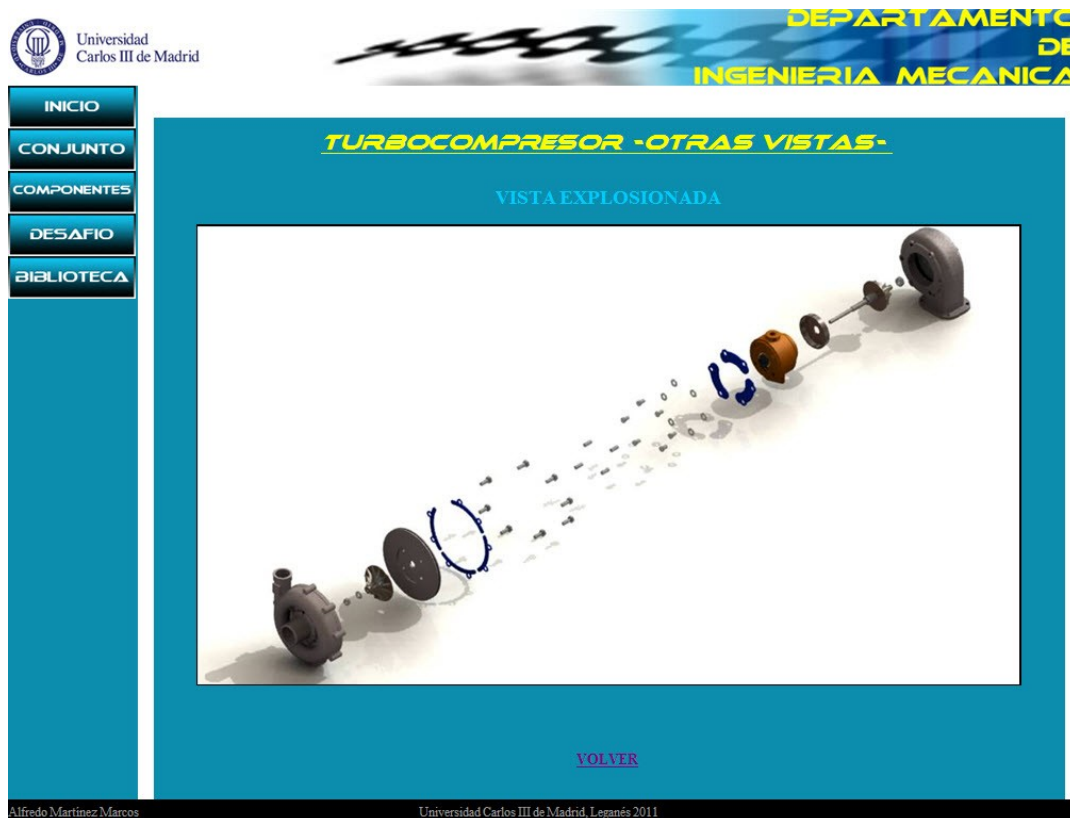 Universidad
Carlos III de Madrid
DEPARTAMENTO
DE
INGENIERIA MECANICA
INICIO
CONJUNTO
COMPONENTES
DESAFIO
BIBLIOTECA
TURBOCOMPRESOR -OTRAS VISTAS-
VISTA EXPLOSIONADA
VOLVER
Alfredo Martínez Marcos
Universidad Carlos III de Madrid, Leganés 2011